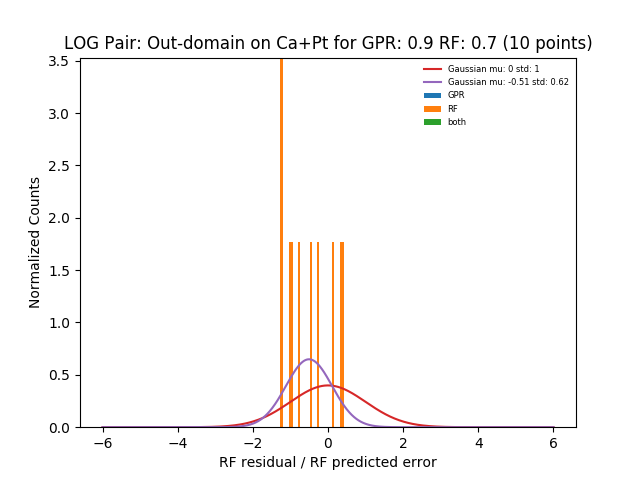 LOG Pair: Out-domain on Ca+Pt for GPR: 0.9 RF: 0.7 (10 points)
Gaussian mu: 0 std: 1
Gaussian mu: -0.51 std: 0.62
GPR
RF
both
Normalized Counts
3.5
3.0
2.5
2.0
1.5
1.0
0.5
0.0
−6
−4
−2
0
2
4
6
RF residual / RF predicted error